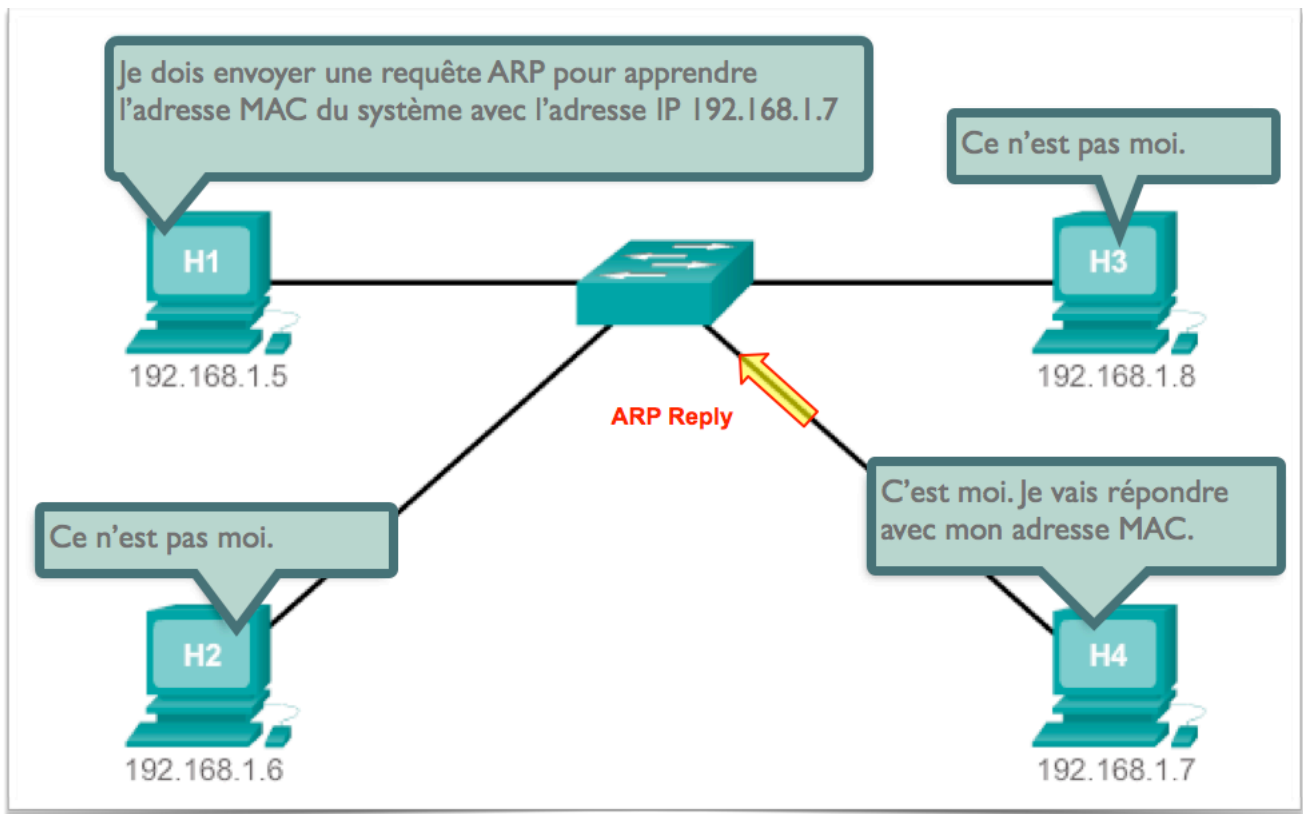 Je dois envoyer une requête ARP pour apprendre
l'adresse MAC du système avec l'adresse IP 192.168.1.7
Ce n'est pas moi.
H1
H3
192.168.1.5
192.168.1.8
ARP Reply
C'est moi. Je vais répondre
avec mon adresse MAC.
Ce n'est pas moi.
H2
H4
192.168.1.6
192.168.1.7